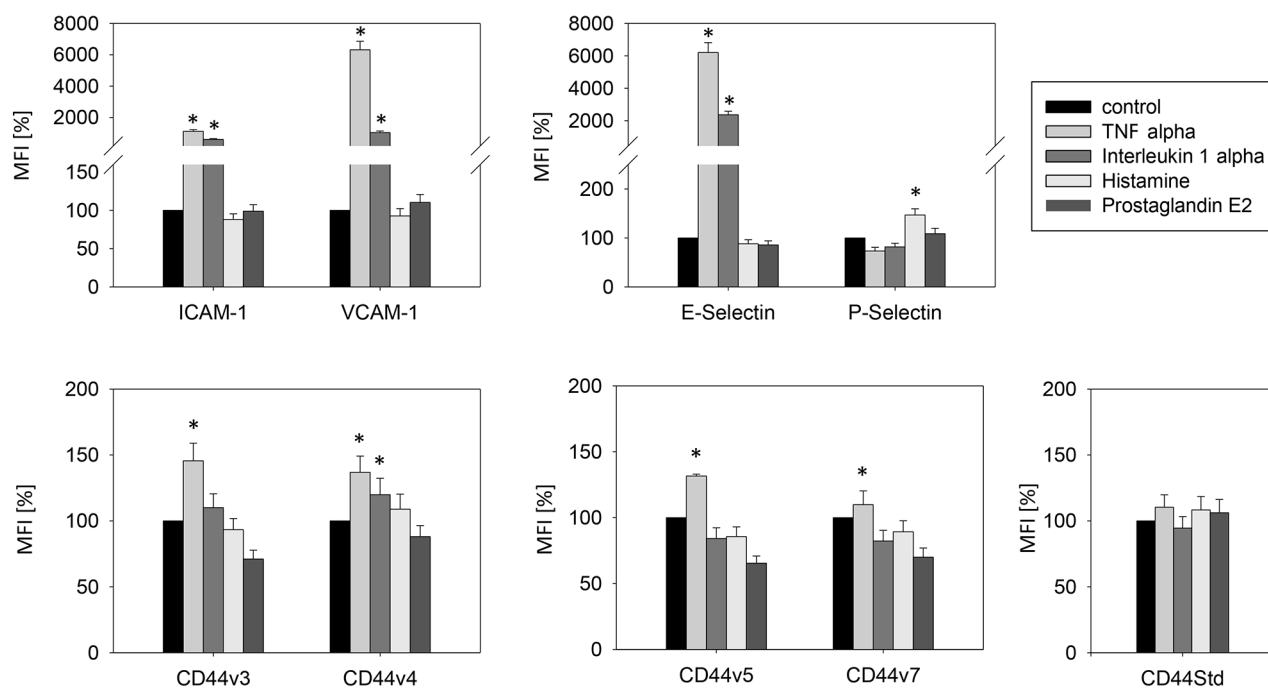 MFI [%]
8000
6000
4000
2000
150
100
50
0
* * * *
ICAM-1 VCAM-1
MFI [%]
8000
6000
4000
2000
200
100
0
* * *
E-Selectin P-Selectin
control
TNF alpha
Interleukin 1 alpha
Histamine
Prostaglandin E2
MFI [%]
200
150
100
50
0
* * *
CD44v3 CD44v4
MFI [%]
200
150
100
50
0
* *
CD44v5 CD44v7
MFI [%]
200
150
100
50
0
CD44Std